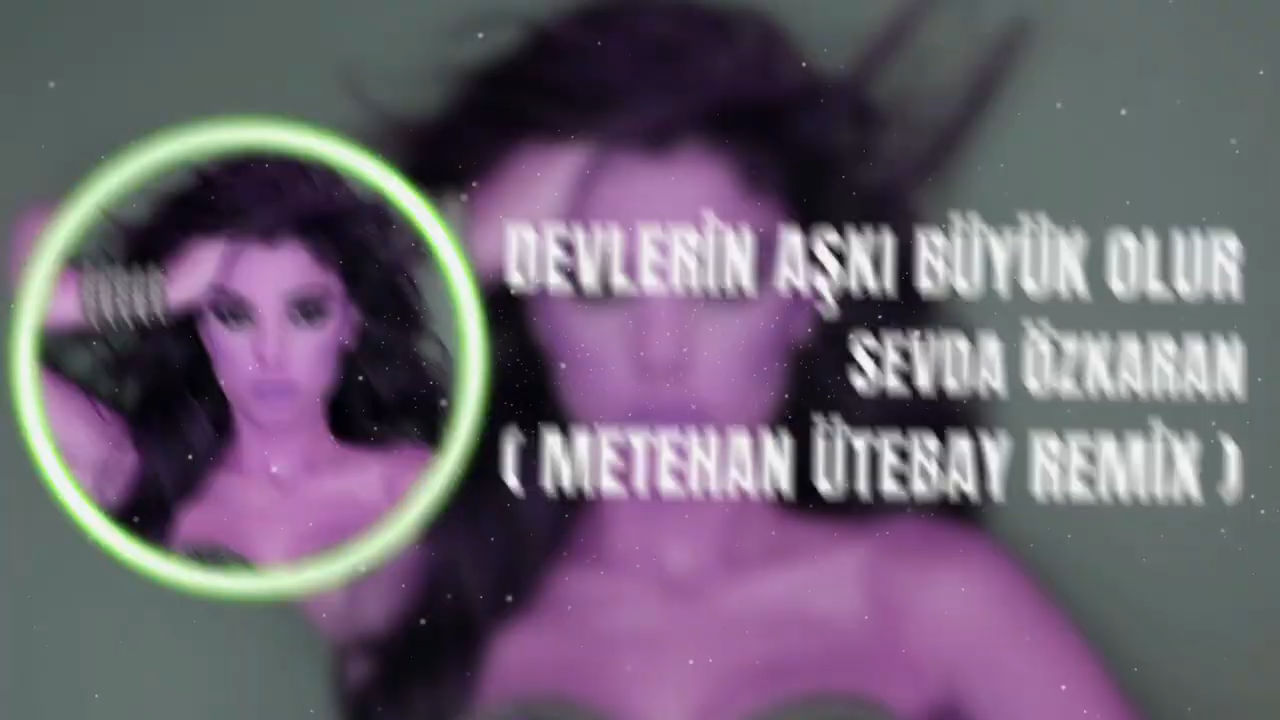 DEVLERİN AŞKI BÜYÜK OLUR
SEVDA ÖZKARAN
( METEHAN ÜTEBAY REMİX )